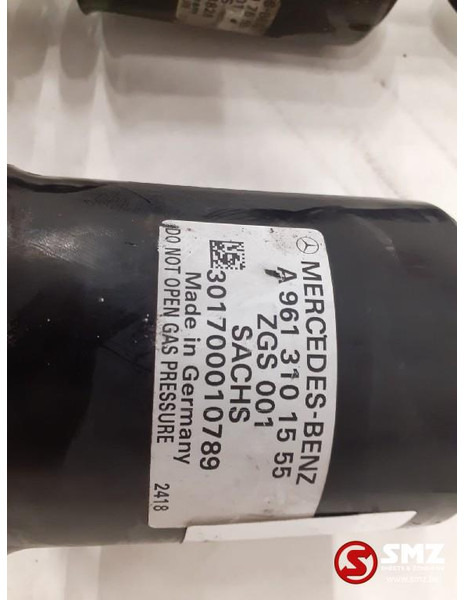 MERCEDES-BENZ
A 961 310 15 55
ZGS 001
SACHS
301700010789
Made in Germany
DO NOT OPEN GAS PRESSURE
2418
SMZ